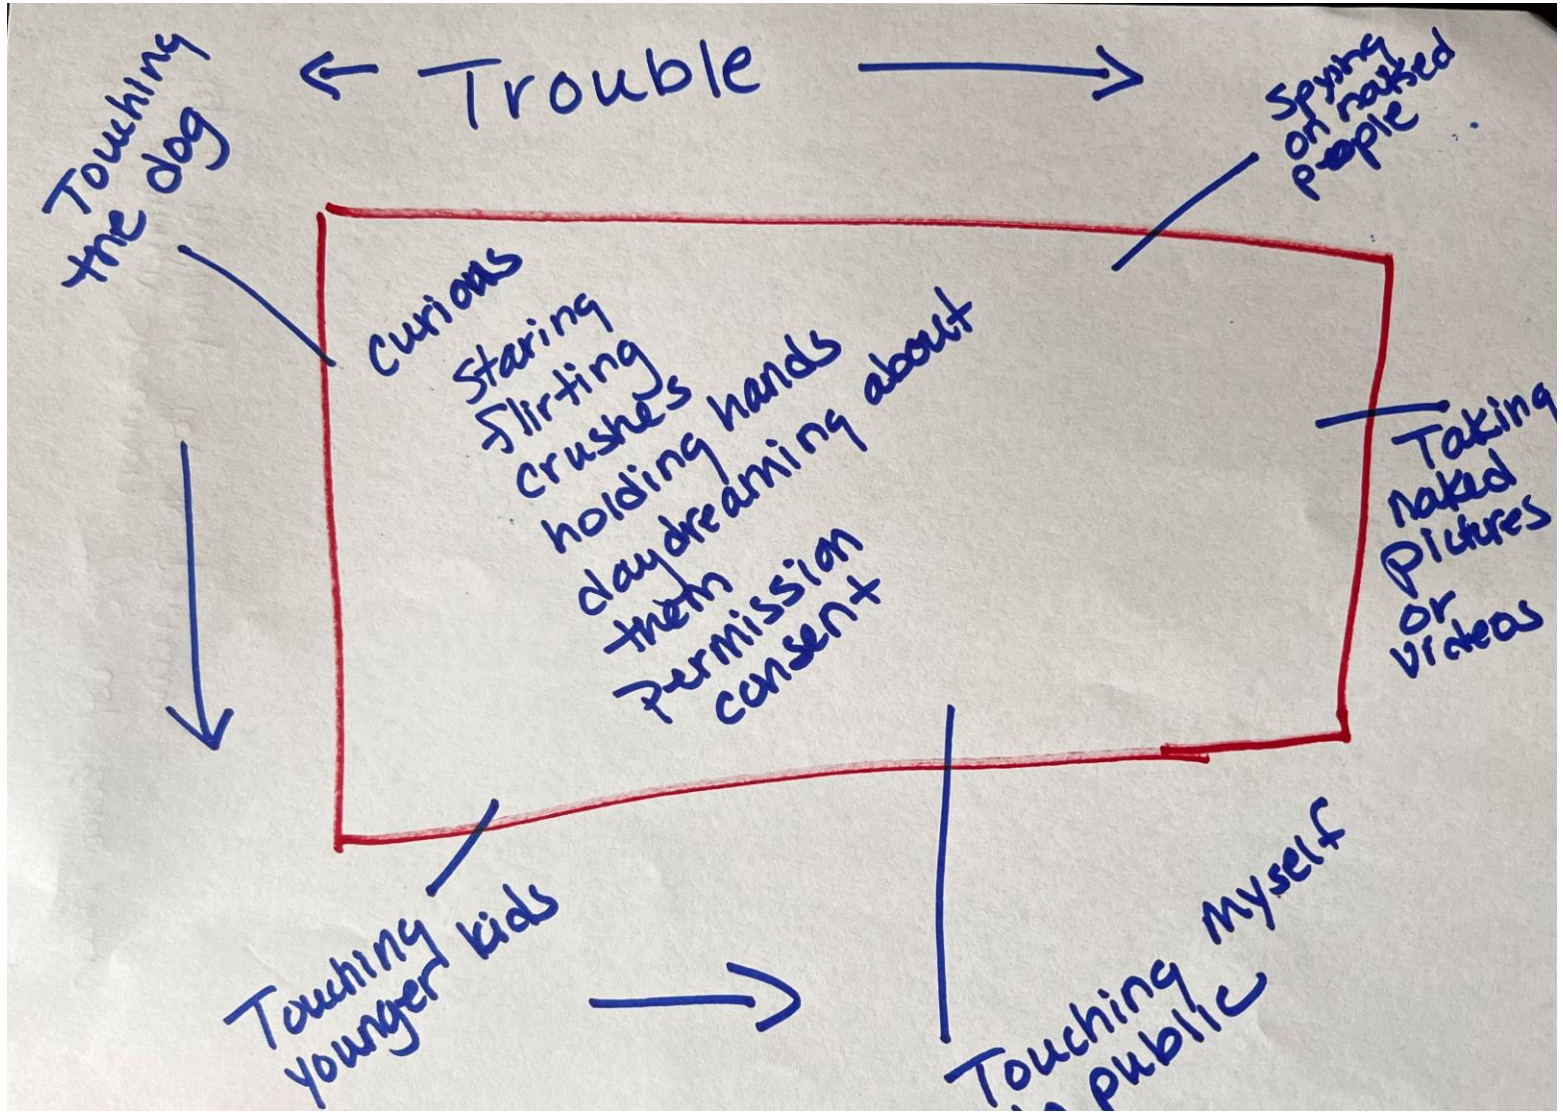 Trouble
Touching
the dog
Spying
on naked
people
curious
staring
flirting
crushes
holding hands
daydreaming about
them
permission
consent
Taking
naked
pictures
or
videos
Touching
younger kids
Touching myself
in public